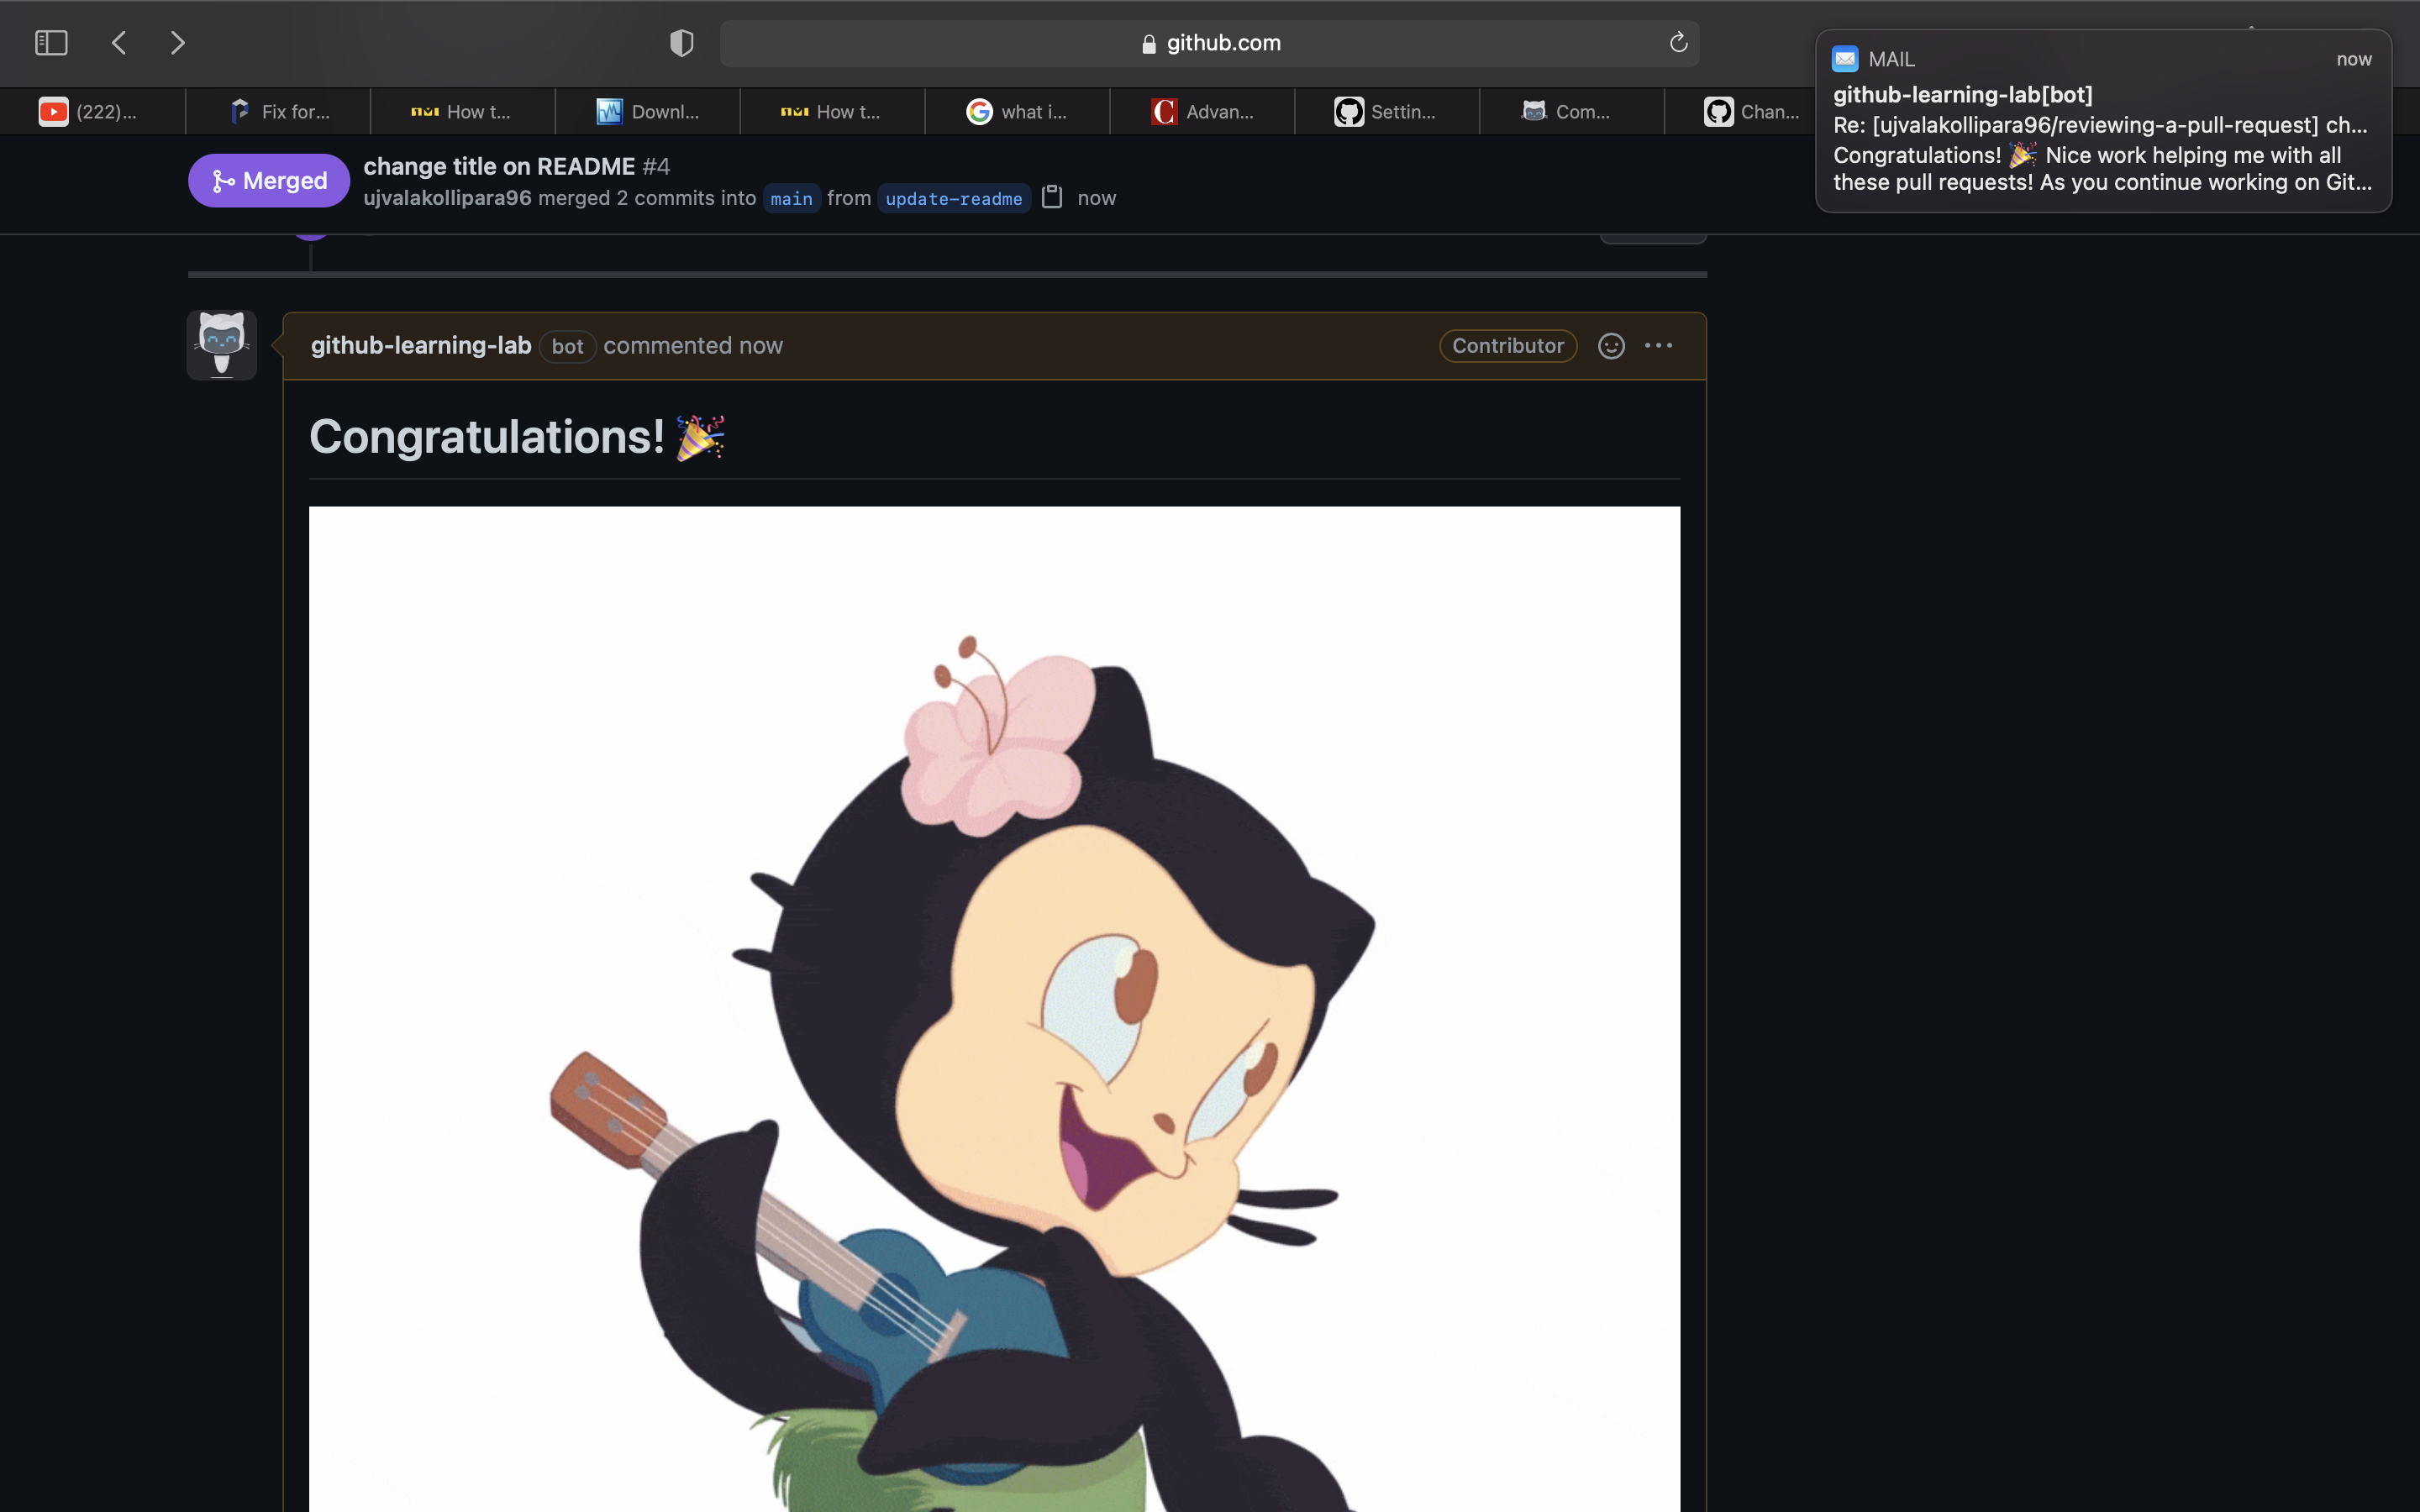 github.com
(222)...
Fix for...
How t...
Downl...
How t...
what i...
Advan...
Settin...
Com...
Chan...
MAIL
now
github-learning-lab[bot]
Re: [ujvalakollipara96/reviewing-a-pull-request] ch...
Congratulations! 🎉 Nice work helping me with all
these pull requests! As you continue working on Git...
Merged
change title on README #4
ujvalakollipara96 merged 2 commits into main from update-readme now
github-learning-lab bot commented now
Contributor
Congratulations! 🎉